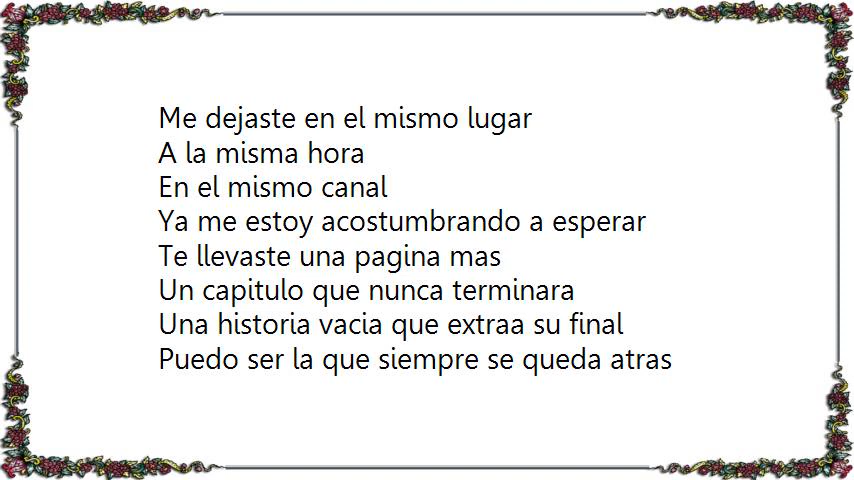 Me dejaste en el mismo lugar
A la misma hora
En el mismo canal
Ya me estoy acostumbrando a esperar
Te llevaste una pagina mas
Un capitulo que nunca terminara
Una historia vacia que extraa su final
Puedo ser la que siempre se queda atras